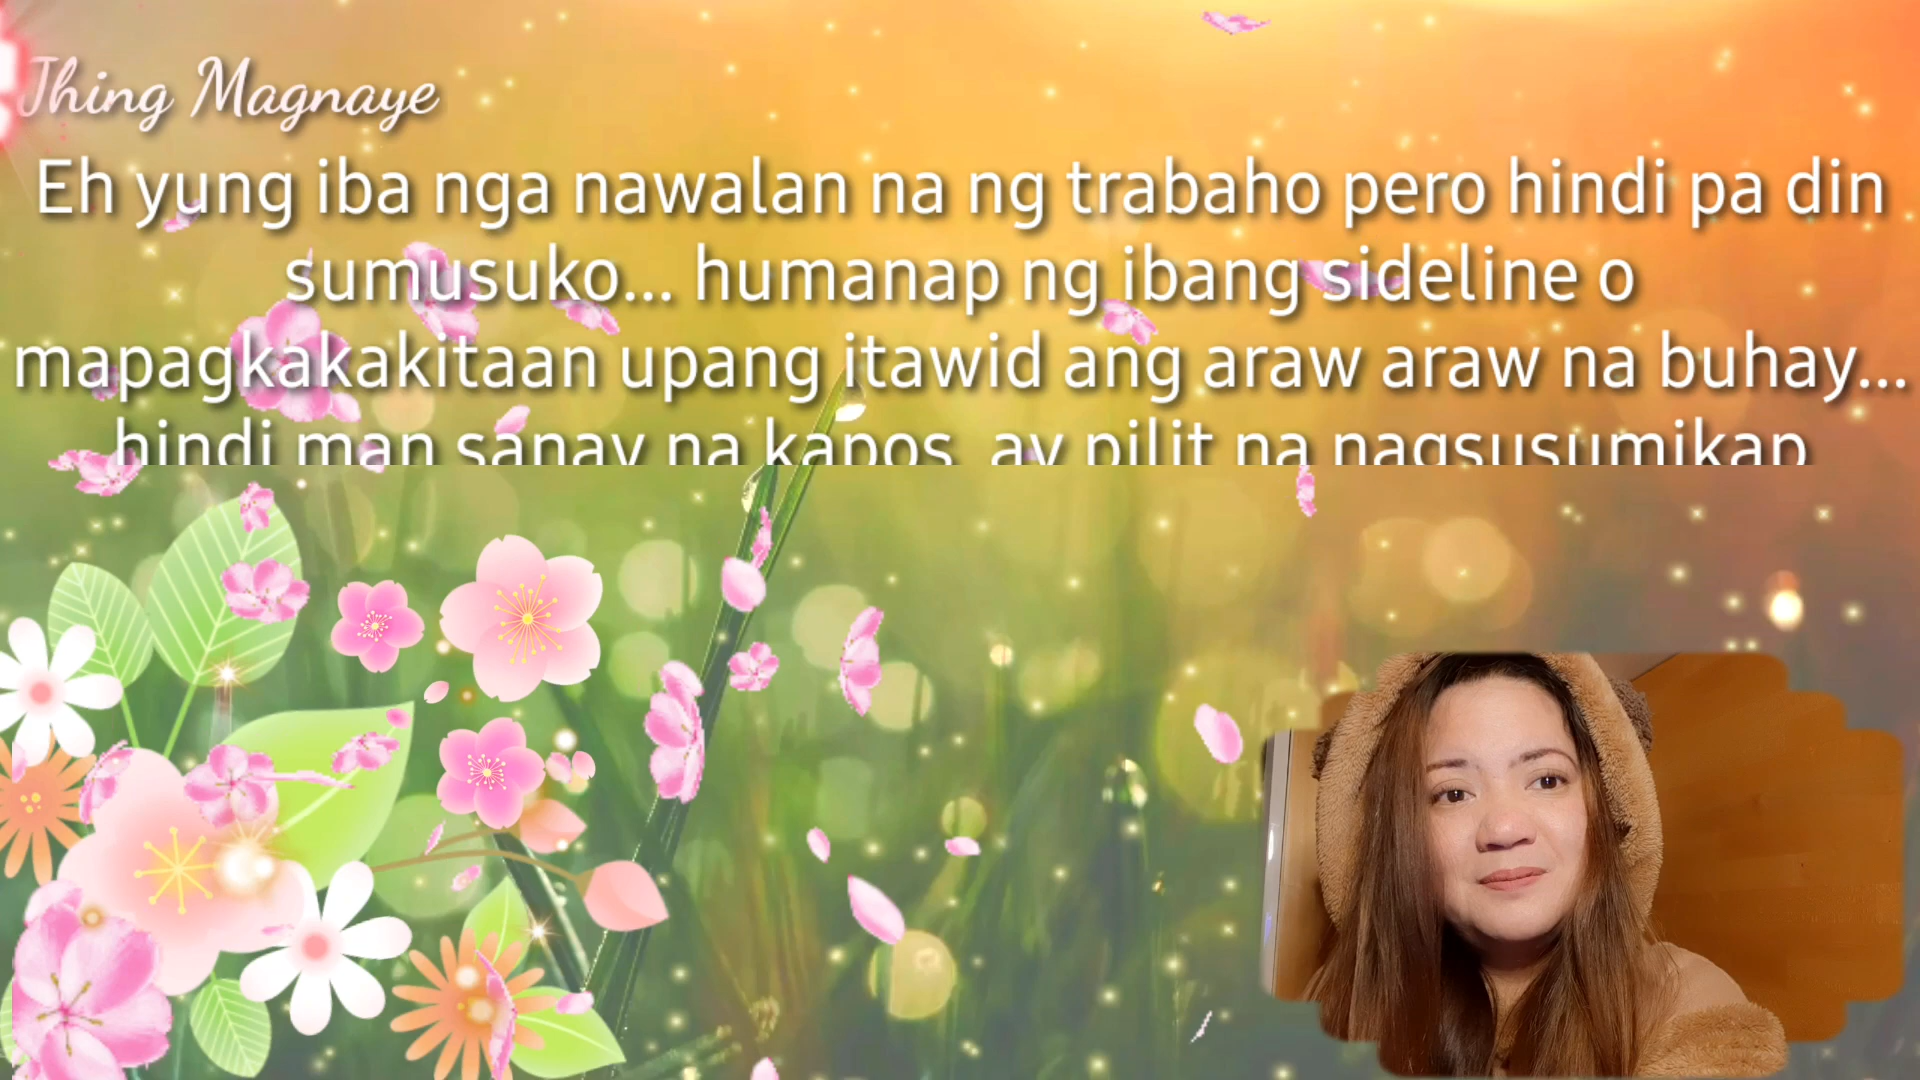 Jhing Magnaye
Eh yung iba nga nawalan na ng trabaho pero hindi pa din
sumusuko... humanap ng ibang sideline o
mapagkakakitaan upang itawid ang araw araw na buhay...
hindi man sanay na kapos, ay pilit na nagsusumikap